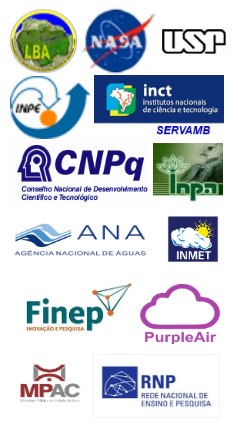 LBA
NASA
USP
INPE
inct
institutos nacionais
de ciência e tecnologia
SERVAMB
CNPq
Conselho Nacional de Desenvolvimento
Científico e Tecnológico
Inpa
ANA
AGÊNCIA NACIONAL DE ÁGUAS
INMET
Finep
INOVAÇÃO E PESQUISA
PurpleAir
MPAC
RNP
REDE NACIONAL DE
ENSINO E PESQUISA